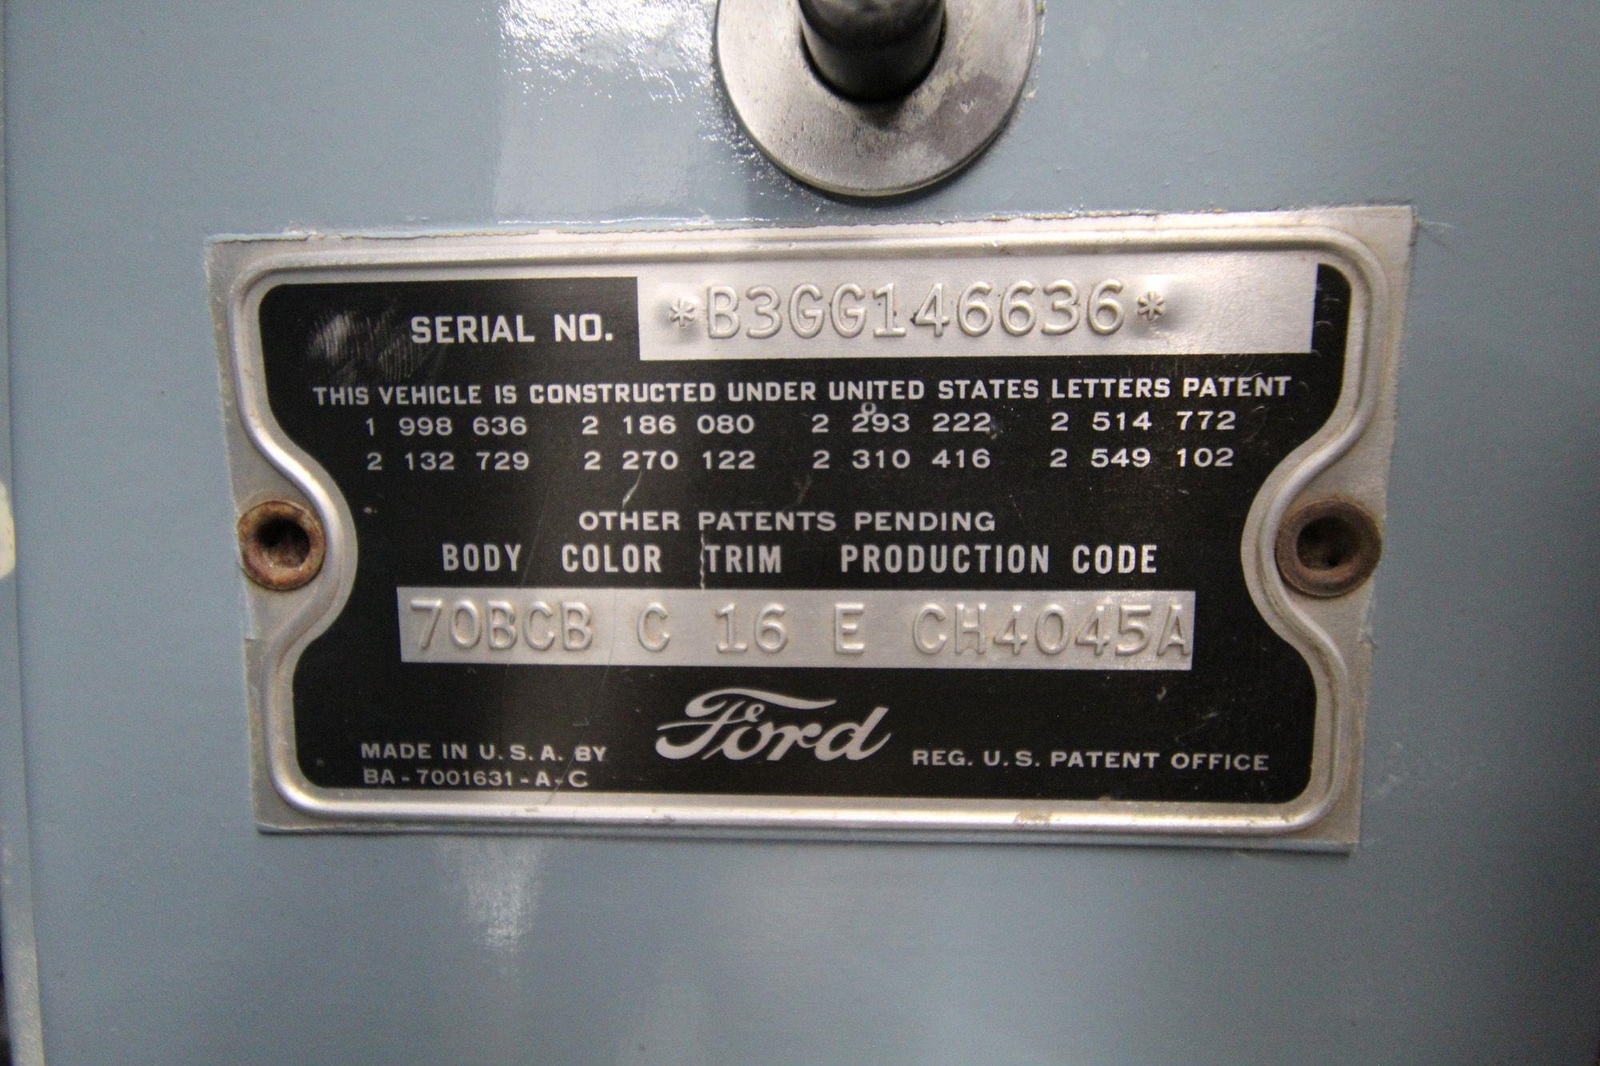 SERIAL NO. *B3GG146636*
THIS VEHICLE IS CONSTRUCTED UNDER UNITED STATES LETTERS PATENT
1 998 636 2 186 080 2 293 222 2 514 772
2 132 729 2 270 122 2 310 416 2 549 102
OTHER PATENTS PENDING
BODY COLOR TRIM PRODUCTION CODE
70BCB C 16 E CH4045A
Ford
MADE IN U.S.A. BY REG. U.S. PATENT OFFICE
BA-7001631-A-C